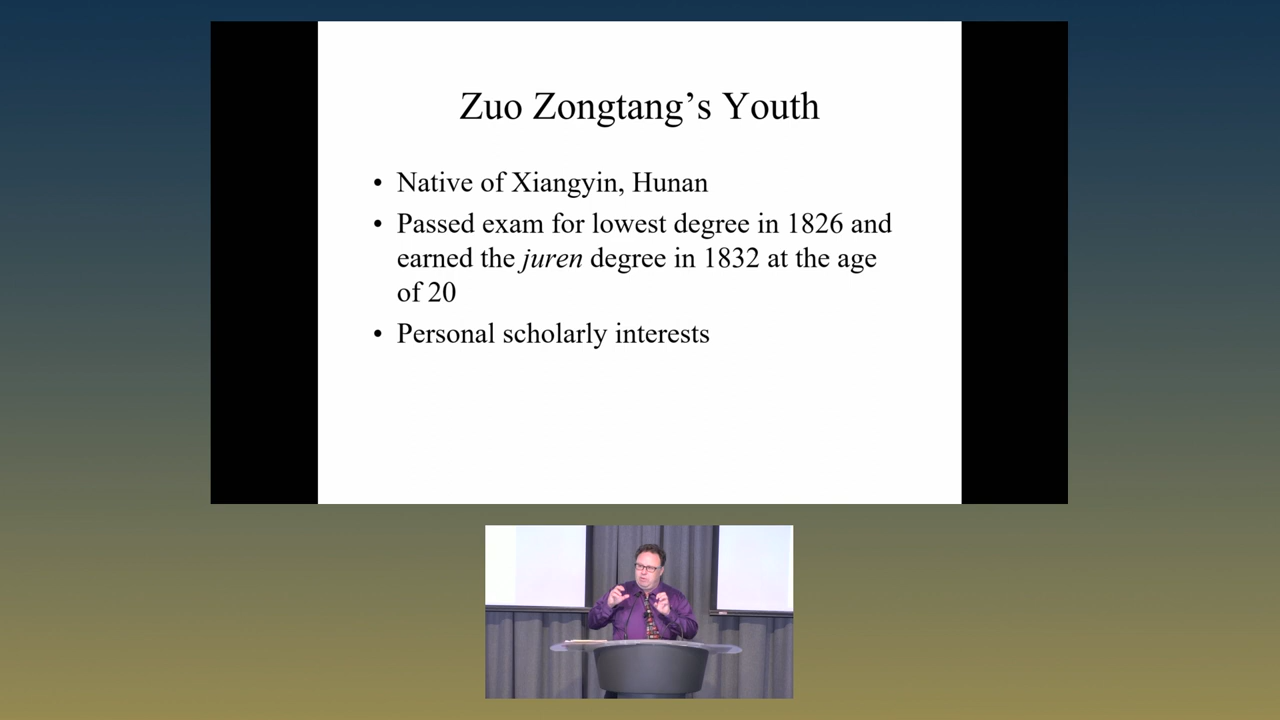 Zuo Zongtang’s Youth
• Native of Xiangyin, Hunan
• Passed exam for lowest degree in 1826 and
earned the juren degree in 1832 at the age
of 20
• Personal scholarly interests